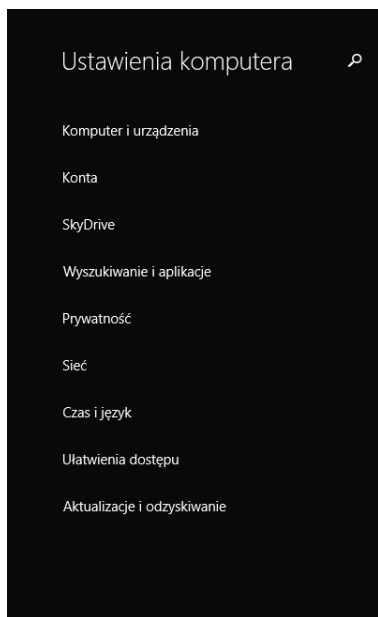 Ustawienia komputera
Komputer i urządzenia
Konta
SkyDrive
Wyszukiwanie i aplikacje
Prywatność
Sieć
Czas i język
Ułatwienia dostępu
Aktualizacje i odzyskiwanie